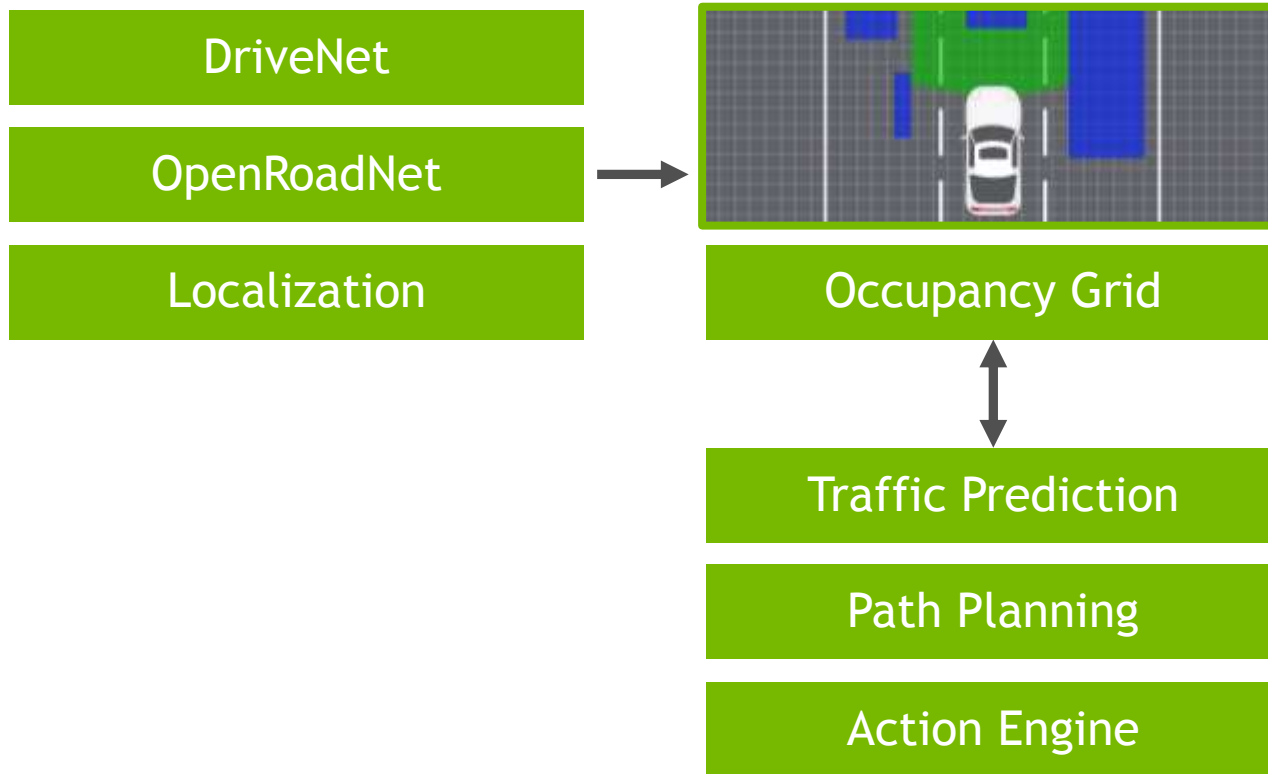 DriveNet
OpenRoadNet
Localization
Occupancy Grid
Traffic Prediction
Path Planning
Action Engine